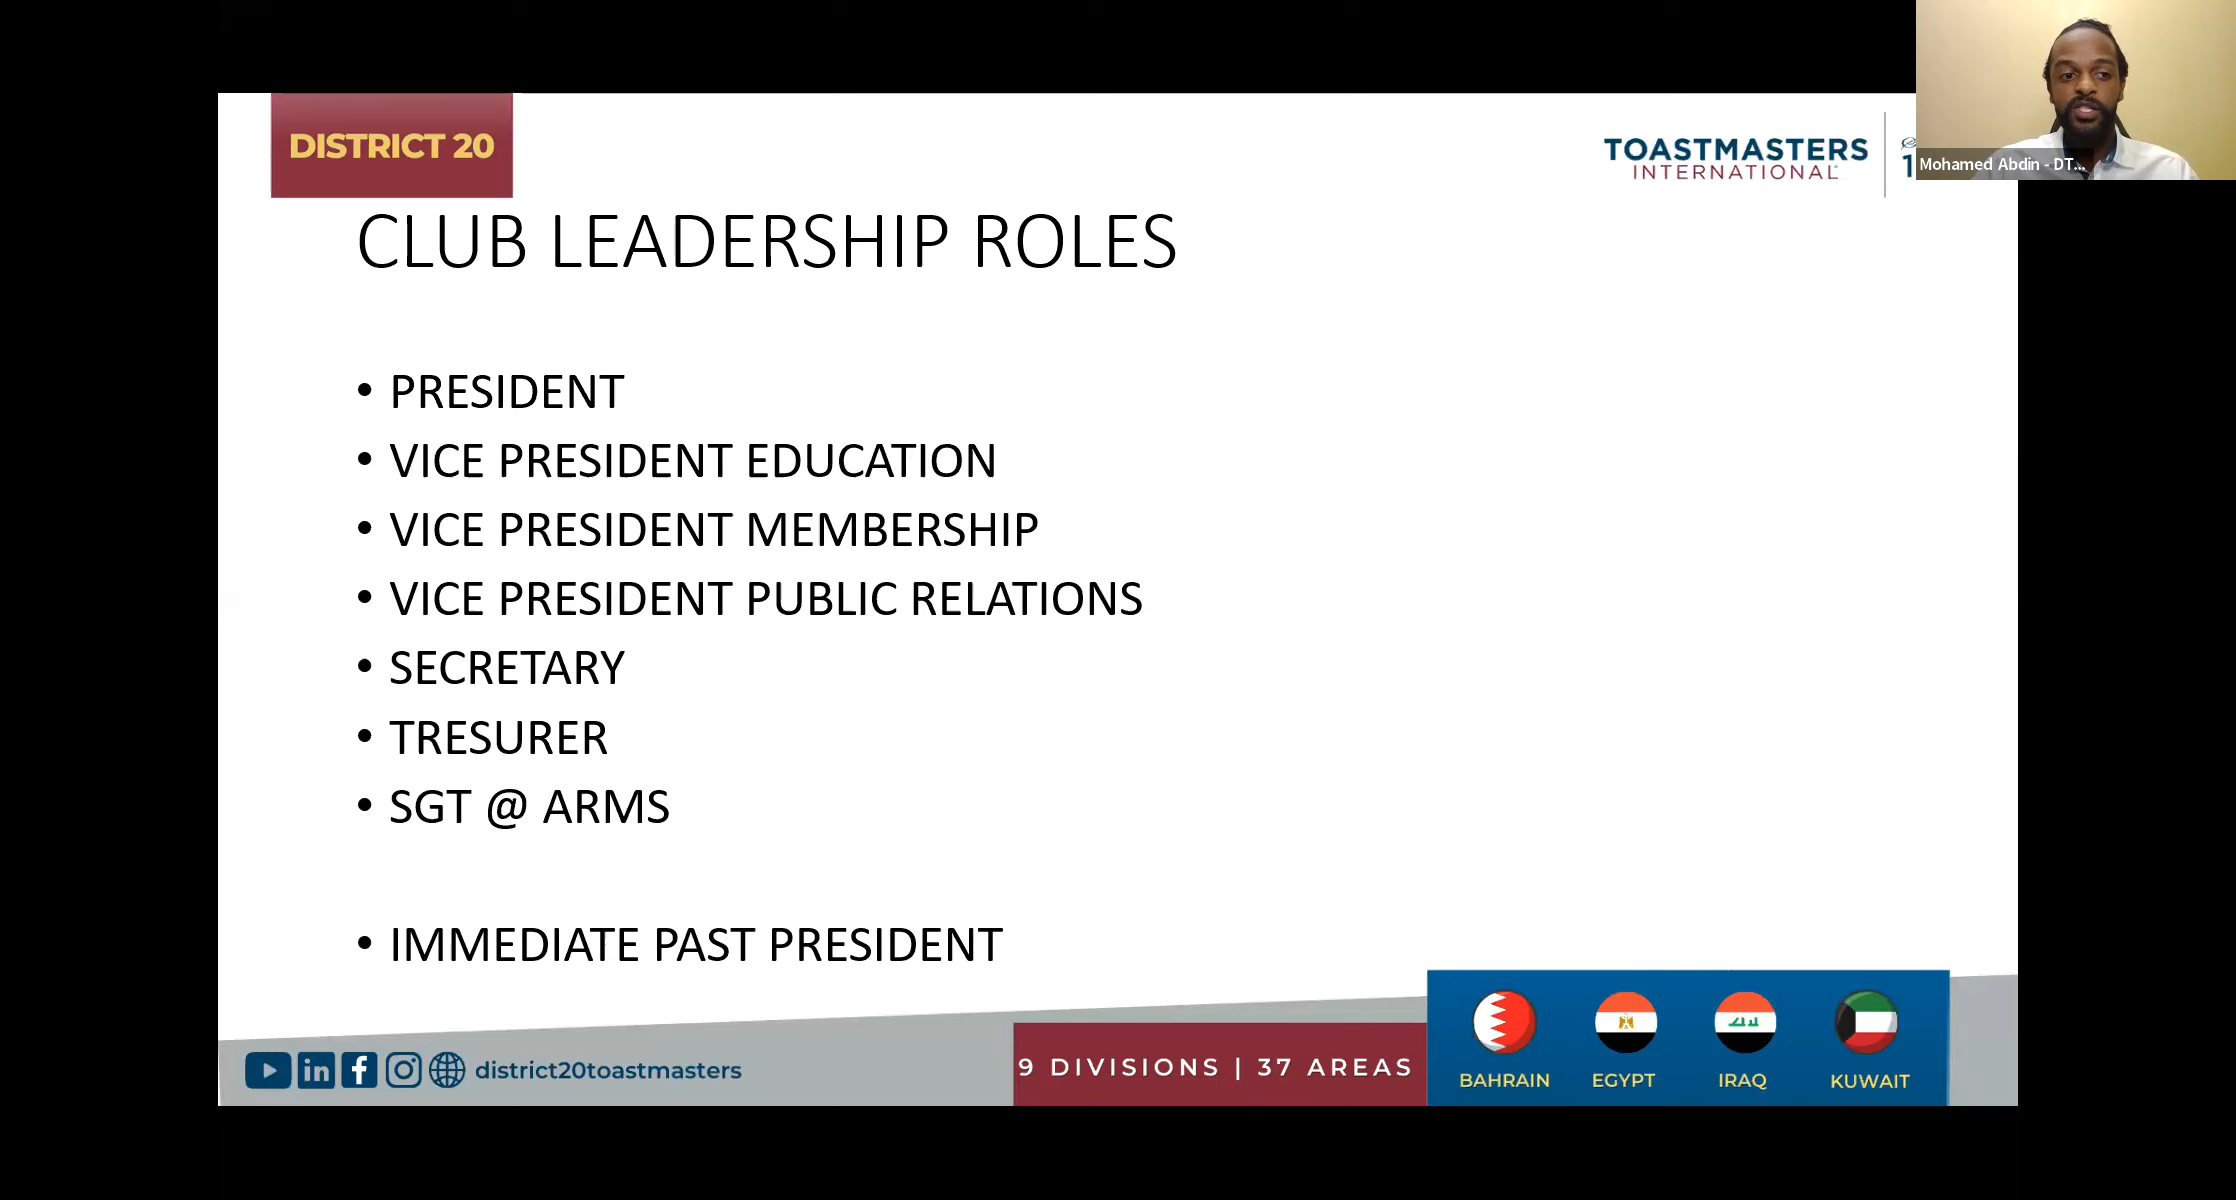 DISTRICT 20
TOASTMASTERS
INTERNATIONAL
Mohamed Abdin - DT...
CLUB LEADERSHIP ROLES
• PRESIDENT
• VICE PRESIDENT EDUCATION
• VICE PRESIDENT MEMBERSHIP
• VICE PRESIDENT PUBLIC RELATIONS
• SECRETARY
• TRESURER
• SGT @ ARMS
• IMMEDIATE PAST PRESIDENT
district20toastmasters
9 DIVISIONS | 37 AREAS
BAHRAIN
EGYPT
IRAQ
KUWAIT